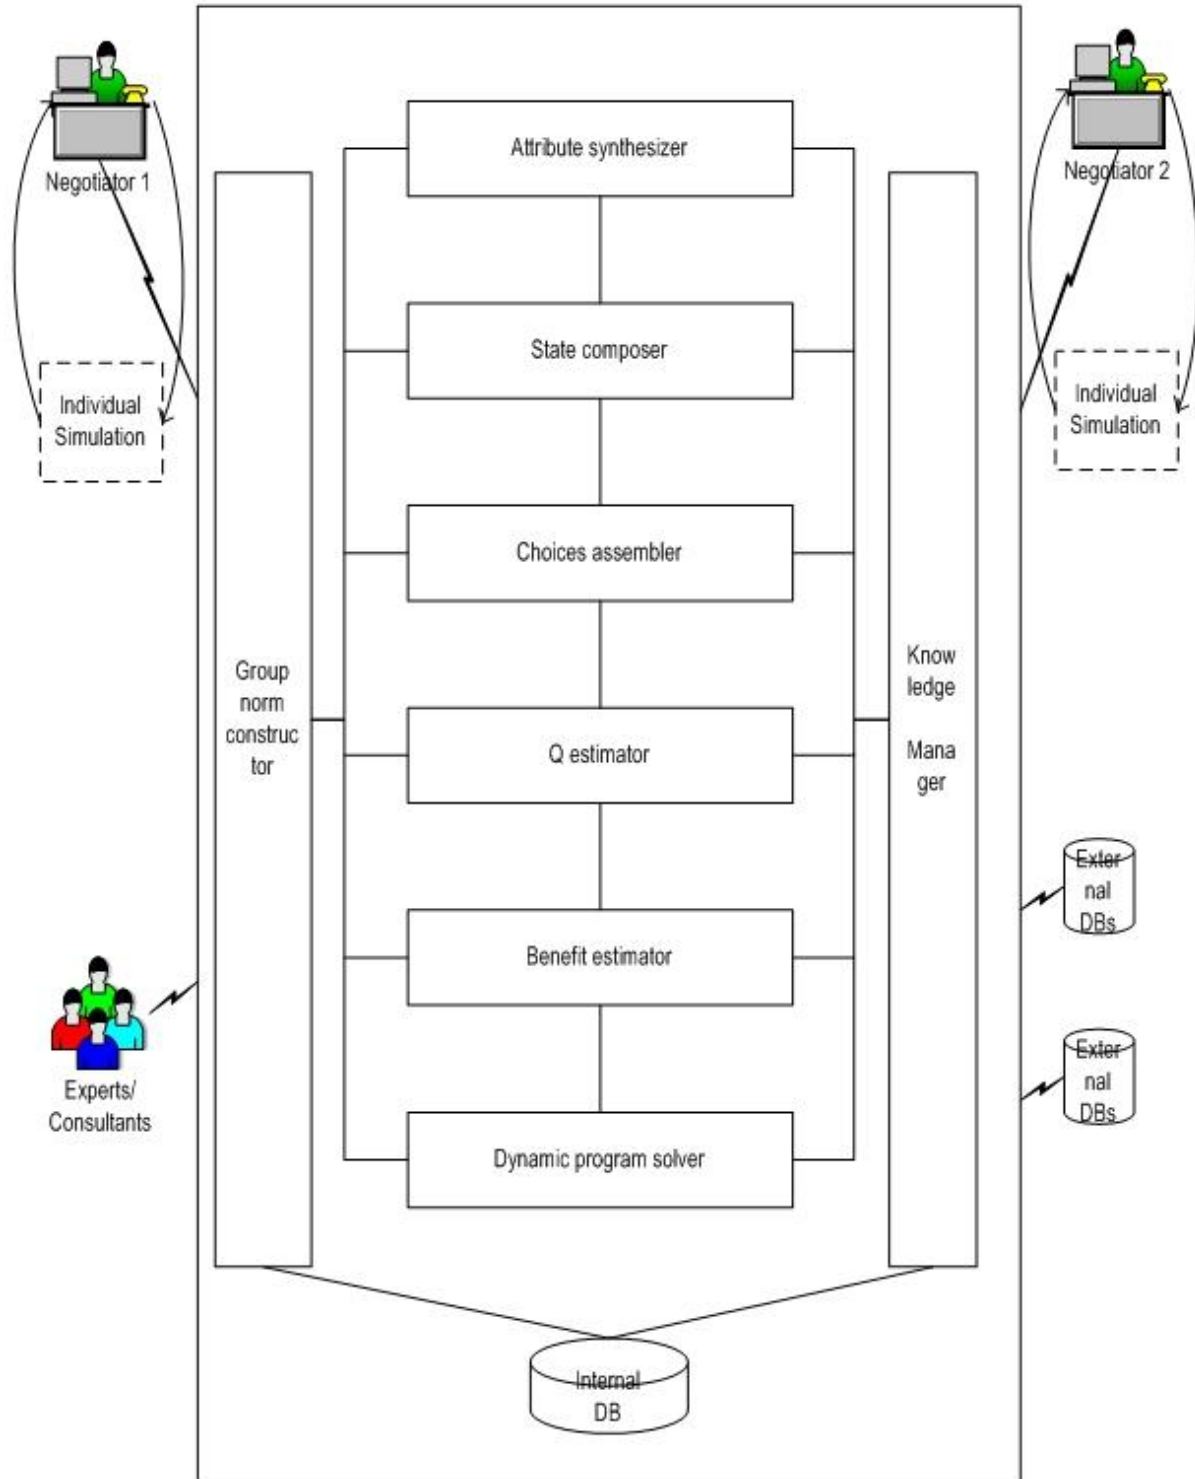 Attribute synthesizer
Negotiator 1
Negotiator 2
State composer
Individual
Simulation
Individual
Simulation
Choices assembler
Group
norm
construc
tor
Know
ledge
Mana
ger
Q estimator
Exter
nal
DBs
Benefit estimator
Exter
nal
DBs
Experts/
Consultants
Dynamic program solver
Internal
DB